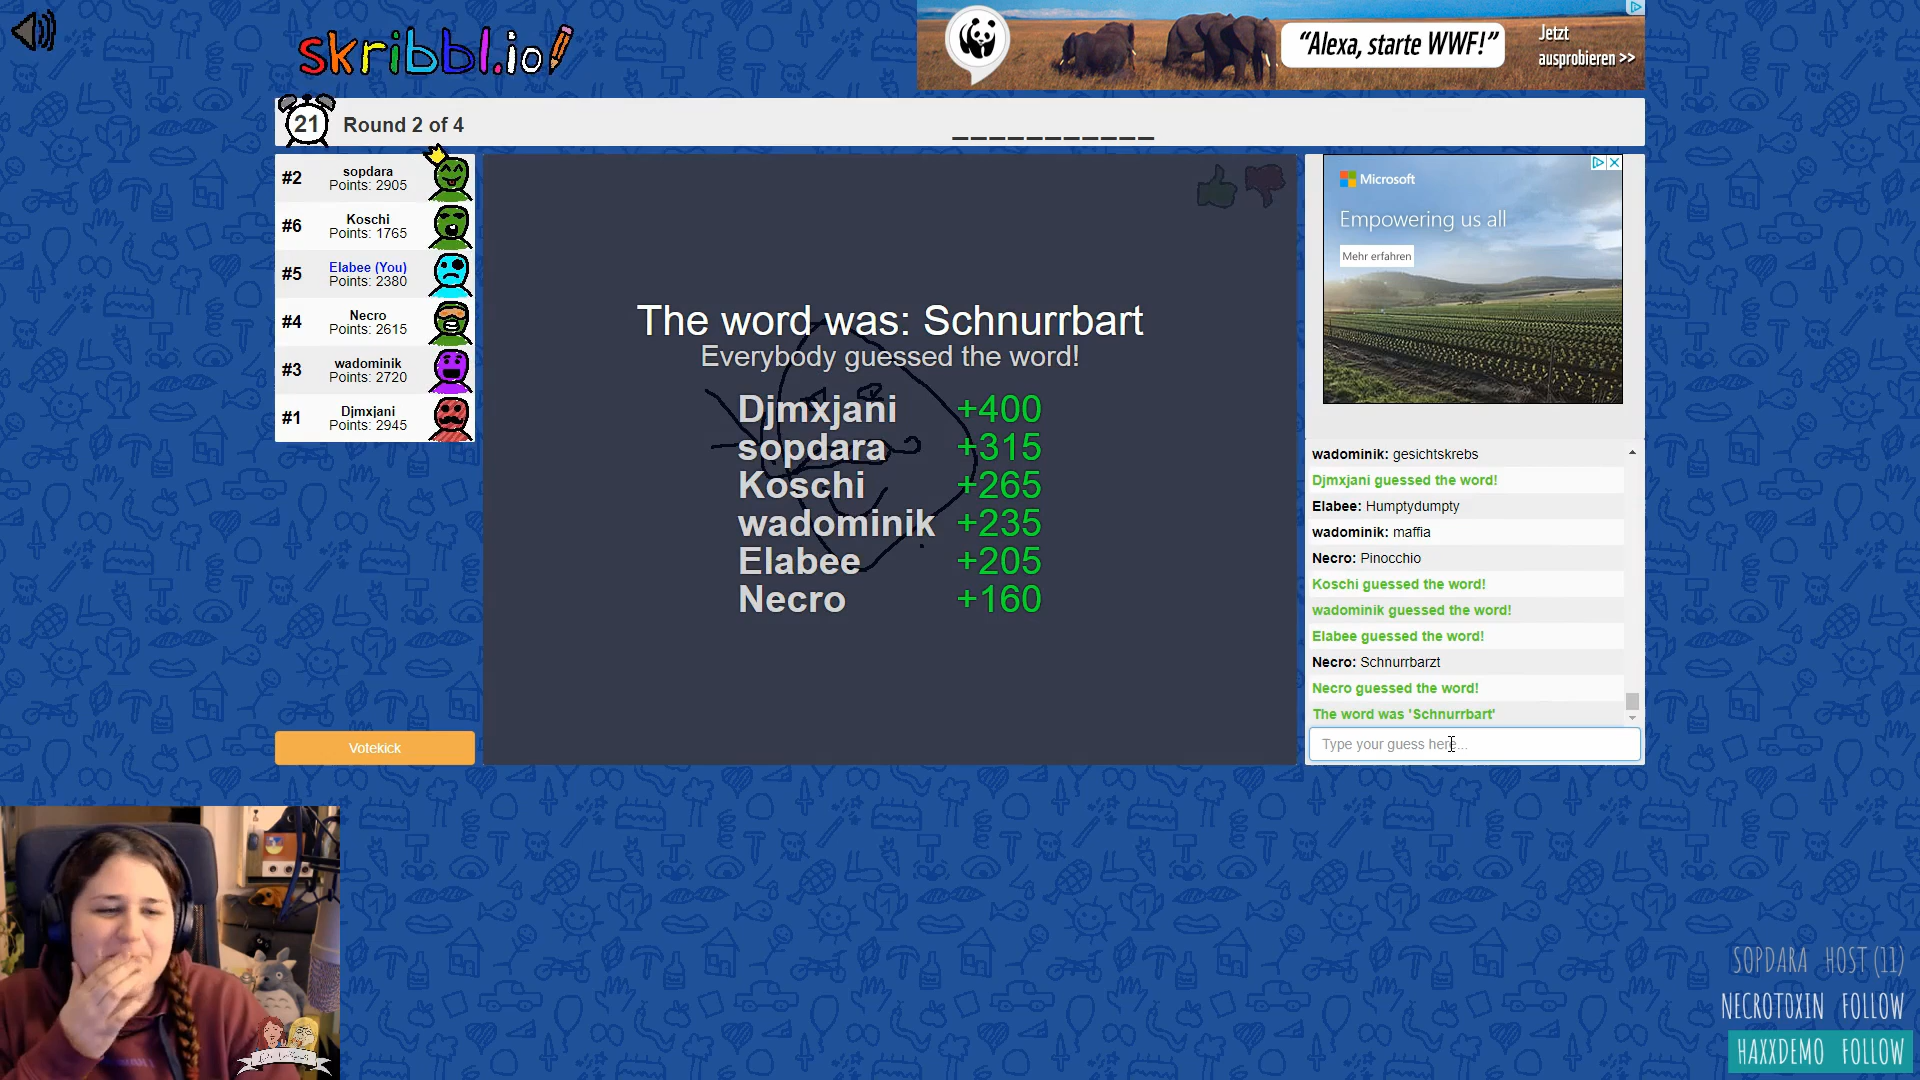 skribbl.io
"Alexa, starte WWF!"
Jetzt
ausprobieren >>
21
Round 2 of 4
___________
#2
sopdara
Points: 2905
#6
Koschi
Points: 1765
#5
Elabee (You)
Points: 2380
#4
Necro
Points: 2615
#3
wadominik
Points: 2720
#1
Djmxjani
Points: 2945
Votekick
The word was: Schnurrbart
Everybody guessed the word!
Djmxjani +400
sopdara +315
Koschi +265
wadominik +235
Elabee +205
Necro +160
Microsoft
Empowering us all
Mehr erfahren
wadominik: gesichtskrebs
Djmxjani guessed the word!
Elabee: Humptydumpty
wadominik: maffia
Necro: Pinocchio
Koschi guessed the word!
wadominik guessed the word!
Elabee guessed the word!
Necro: Schnurrbarzt
Necro guessed the word!
The word was 'Schnurrbart'
Type your guess here...
SOPDARA HOST (11)
NECROTOXIN FOLLOW
HAXXDEMO FOLLOW